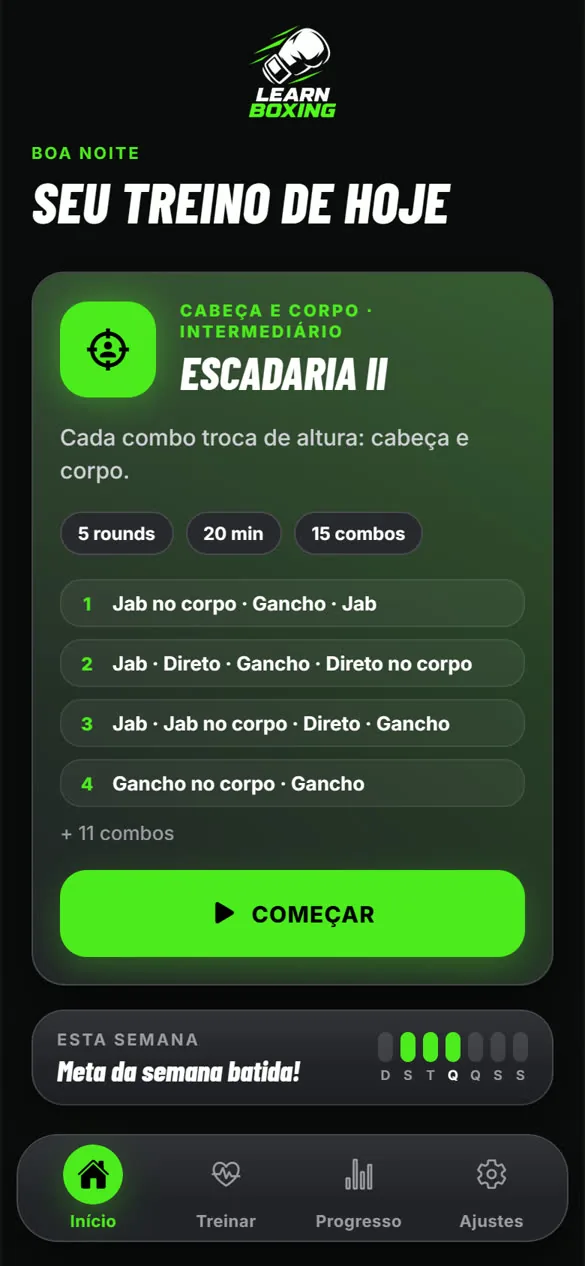 LEARN
BOXING
BOA NOITE
SEU TREINO DE HOJE
CABEÇA E CORPO ·
INTERMEDIÁRIO
ESCADARIA II
Cada combo troca de altura: cabeça e
corpo.
5 rounds 20 min 15 combos
1 Jab no corpo · Gancho · Jab
2 Jab · Direto · Gancho · Direto no corpo
3 Jab · Jab no corpo · Direto · Gancho
4 Gancho no corpo · Gancho
+ 11 combos
COMEÇAR
ESTA SEMANA
Meta da semana batida!
D S T Q Q S S
Início Treinar Progresso Ajustes